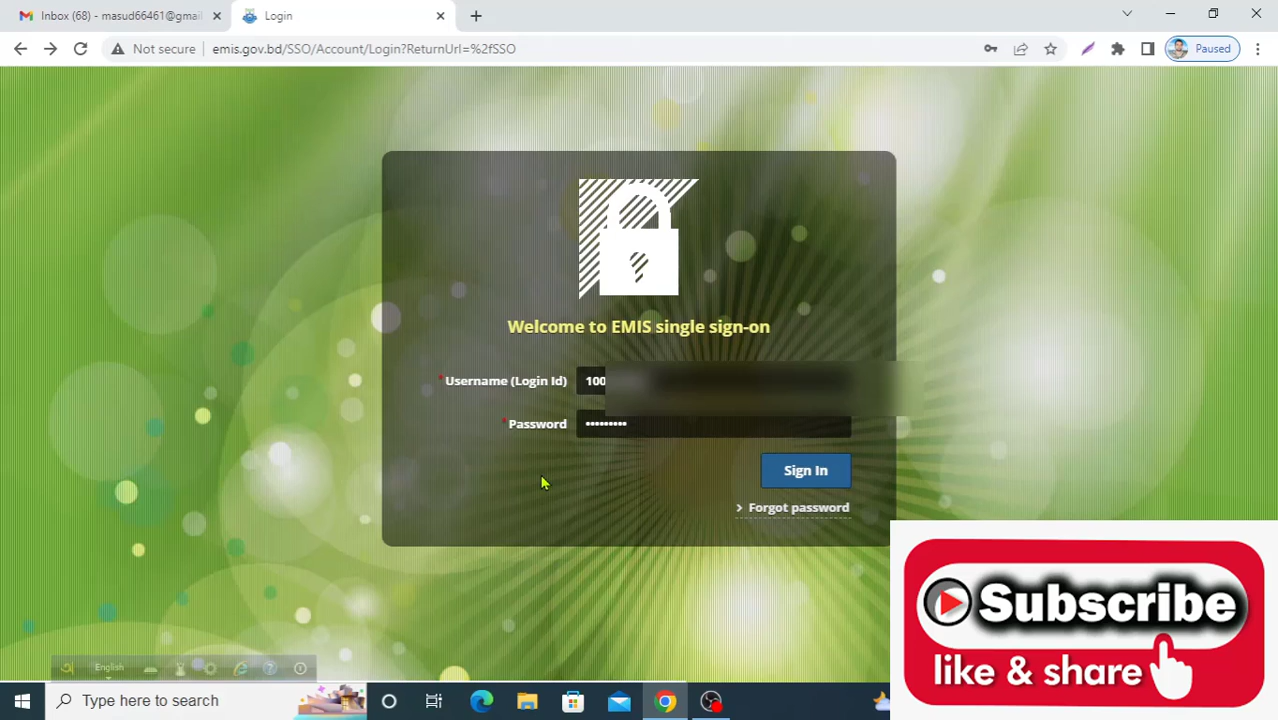 Inbox (68) - masud66461@gmail
Login
Not secure
emis.gov.bd/SSO/Account/Login?ReturnUrl=%2fSSO
Paused
Welcome to EMIS single sign-on
* Username (Login Id)
100
* Password
•••••••••
Sign In
Forgot password
অ
English
Subscribe
like & share
Type here to search